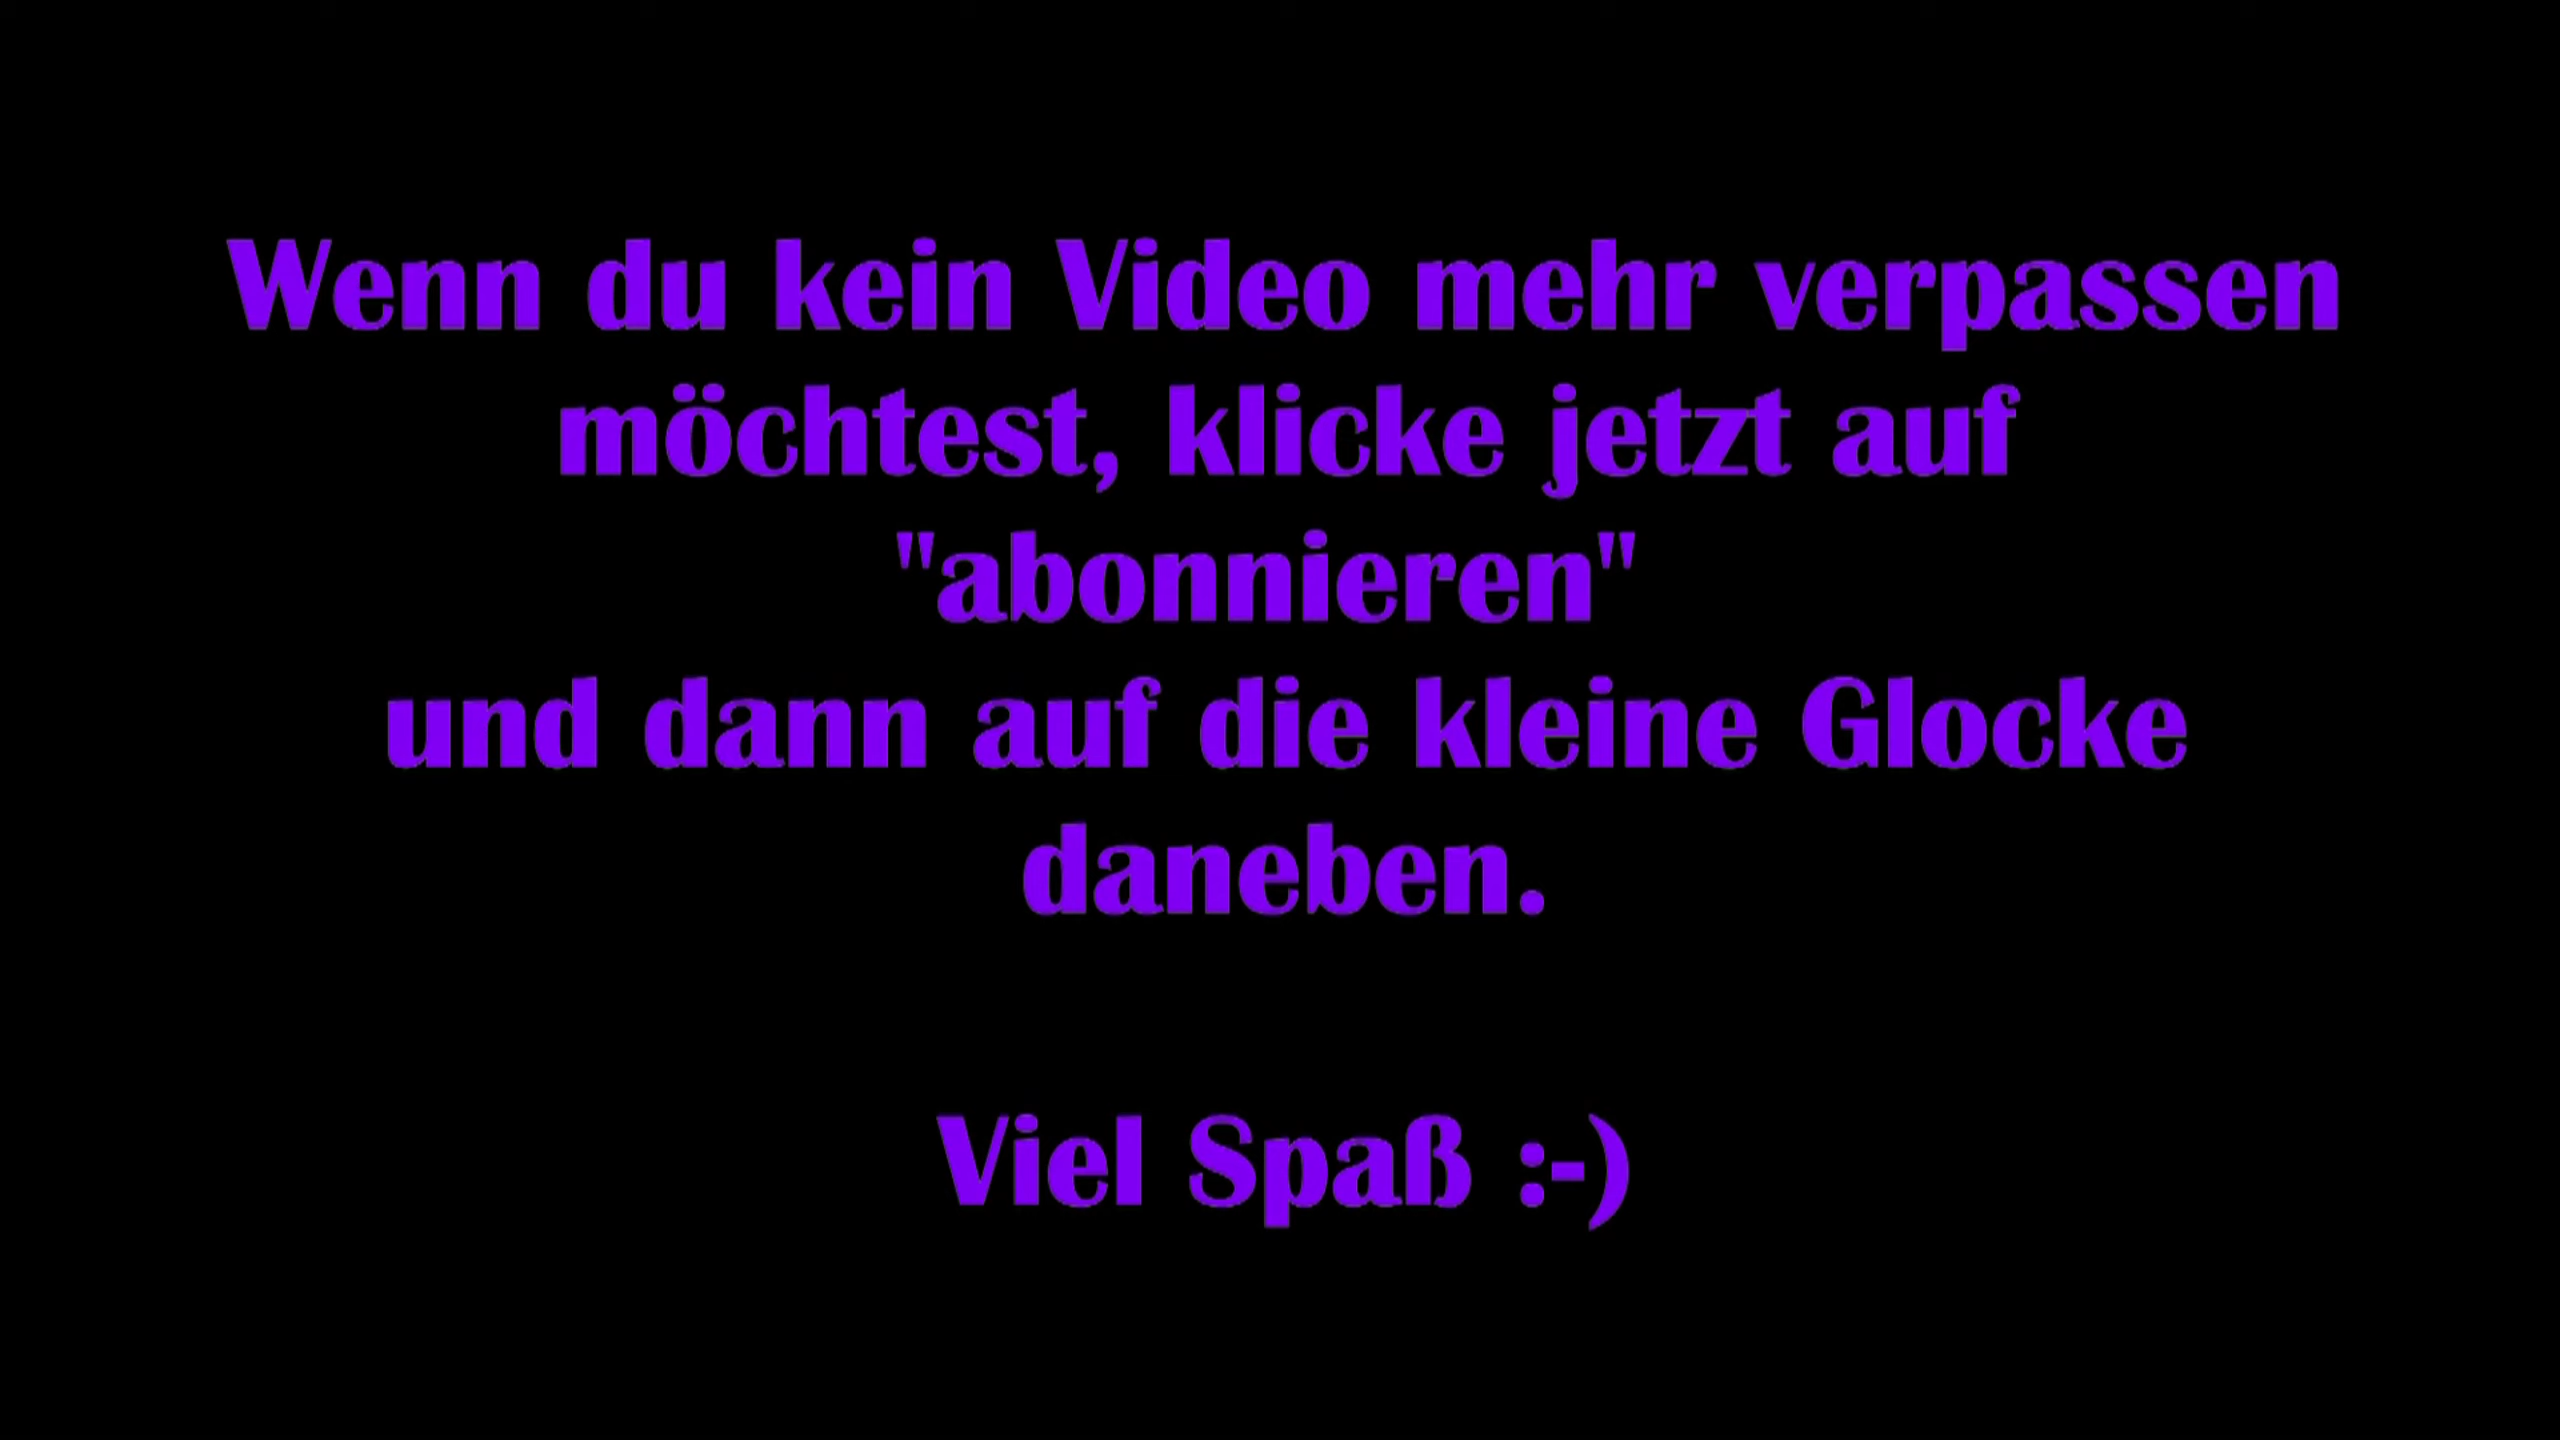 Wenn du kein Video mehr verpassen
möchtest, klicke jetzt auf
"abonnieren"
und dann auf die kleine Glocke
daneben.
Viel Spaß :-)